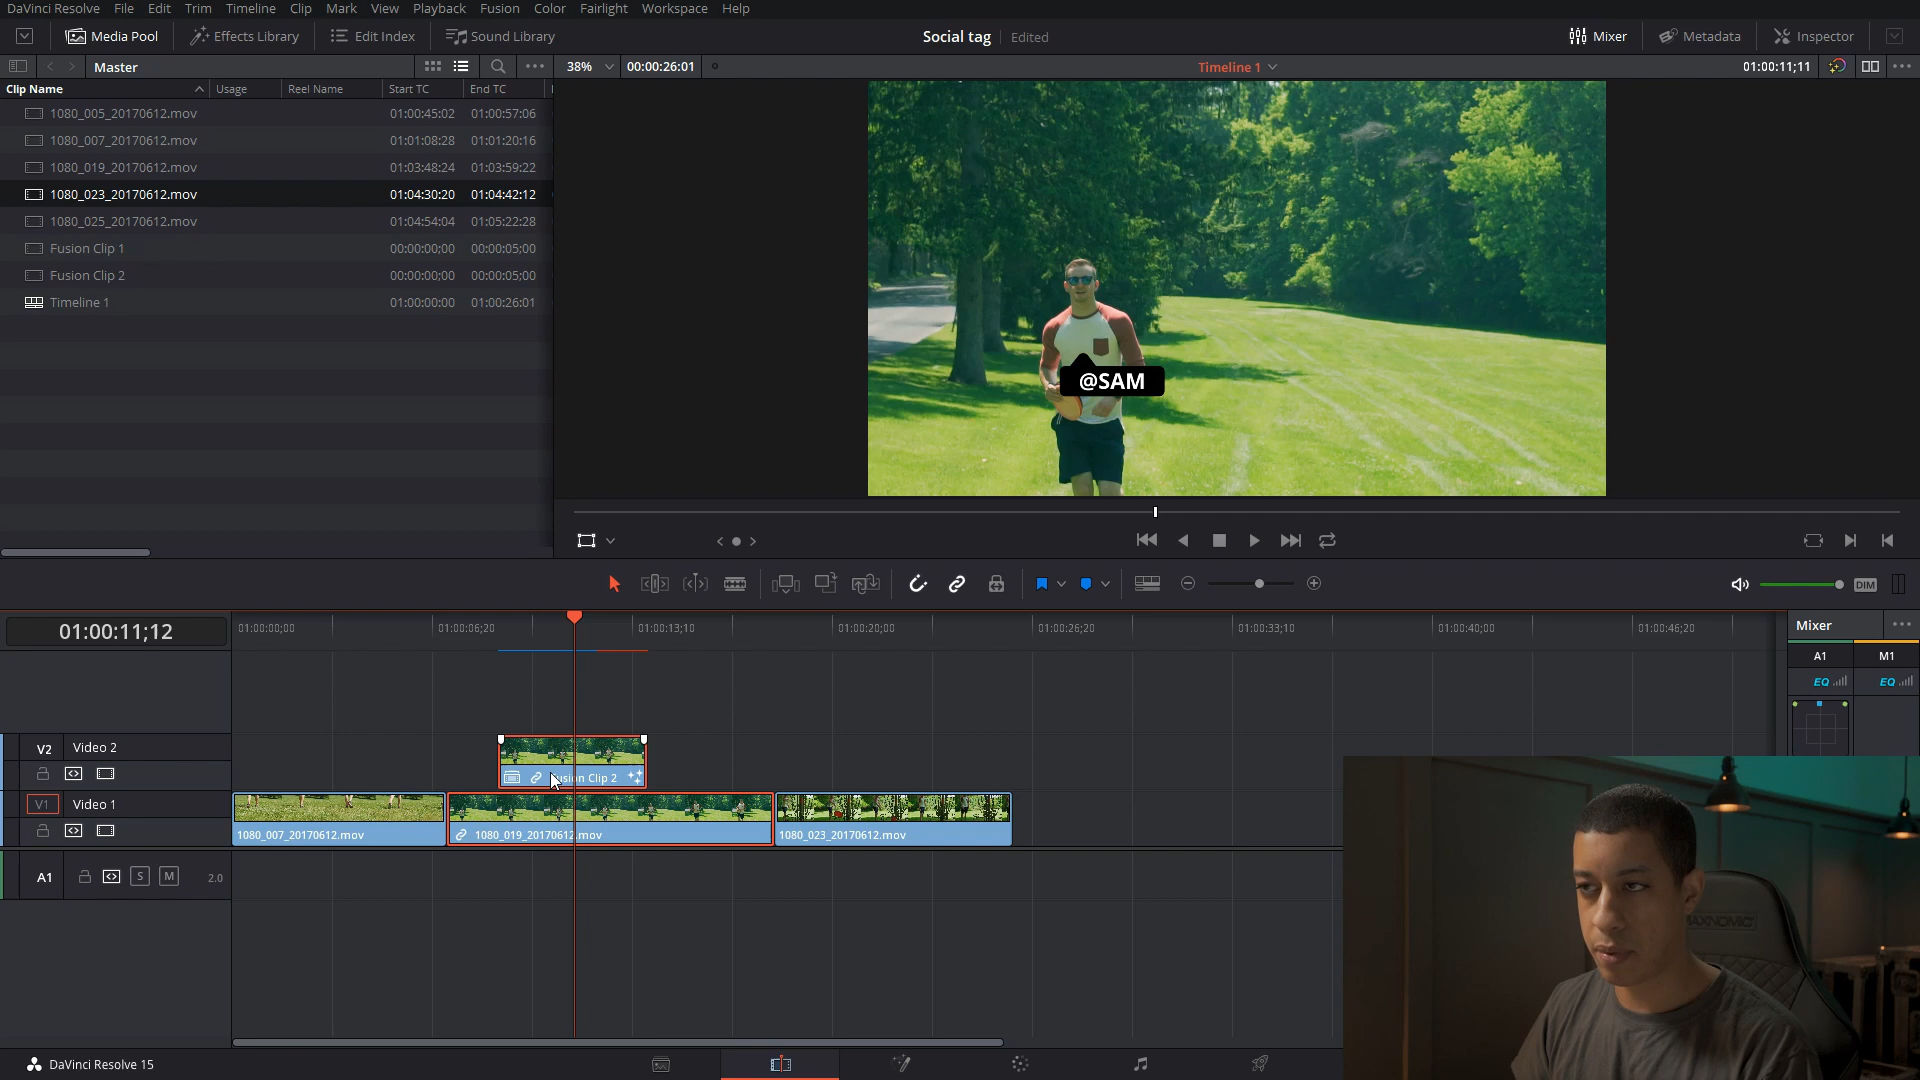 DaVinci Resolve File Edit Trim Timeline Clip Mark View Playback Fusion Color Fairlight Workspace Help
Media Pool Effects Library Edit Index Sound Library Social tag Edited Mixer Metadata Inspector
Master 38% 00:00:26:01 Timeline 1 01:00:11;11
Clip Name Usage Reel Name Start TC End TC
1080_005_20170612.mov 01:00:45:02 01:00:57:06
1080_007_20170612.mov 01:01:08:28 01:01:20:16
1080_019_20170612.mov 01:03:48:24 01:03:59:22
1080_023_20170612.mov 01:04:30:20 01:04:42:12
1080_025_20170612.mov 01:04:54:04 01:05:22:28
Fusion Clip 1 00:00:00;00 00:00:05;00
Fusion Clip 2 00:00:00;00 00:00:05;00
Timeline 1 01:00:00:00 01:00:26:01
@SAM
DIM
01:00:11;12 01:00:00;00 01:00:06;20 01:00:13;10 01:00:20;00 01:00:26;20 01:00:33;10 01:00:40;00 01:00:46;20 Mixer
A1 M1
EQ EQ
V2 Video 2
Clip 2
V1 Video 1
1080_007_20170612.mov 1080_019_20170612.mov 1080_023_20170612.mov
A1 S M 2.0
MAXNOMIC
DaVinci Resolve 15